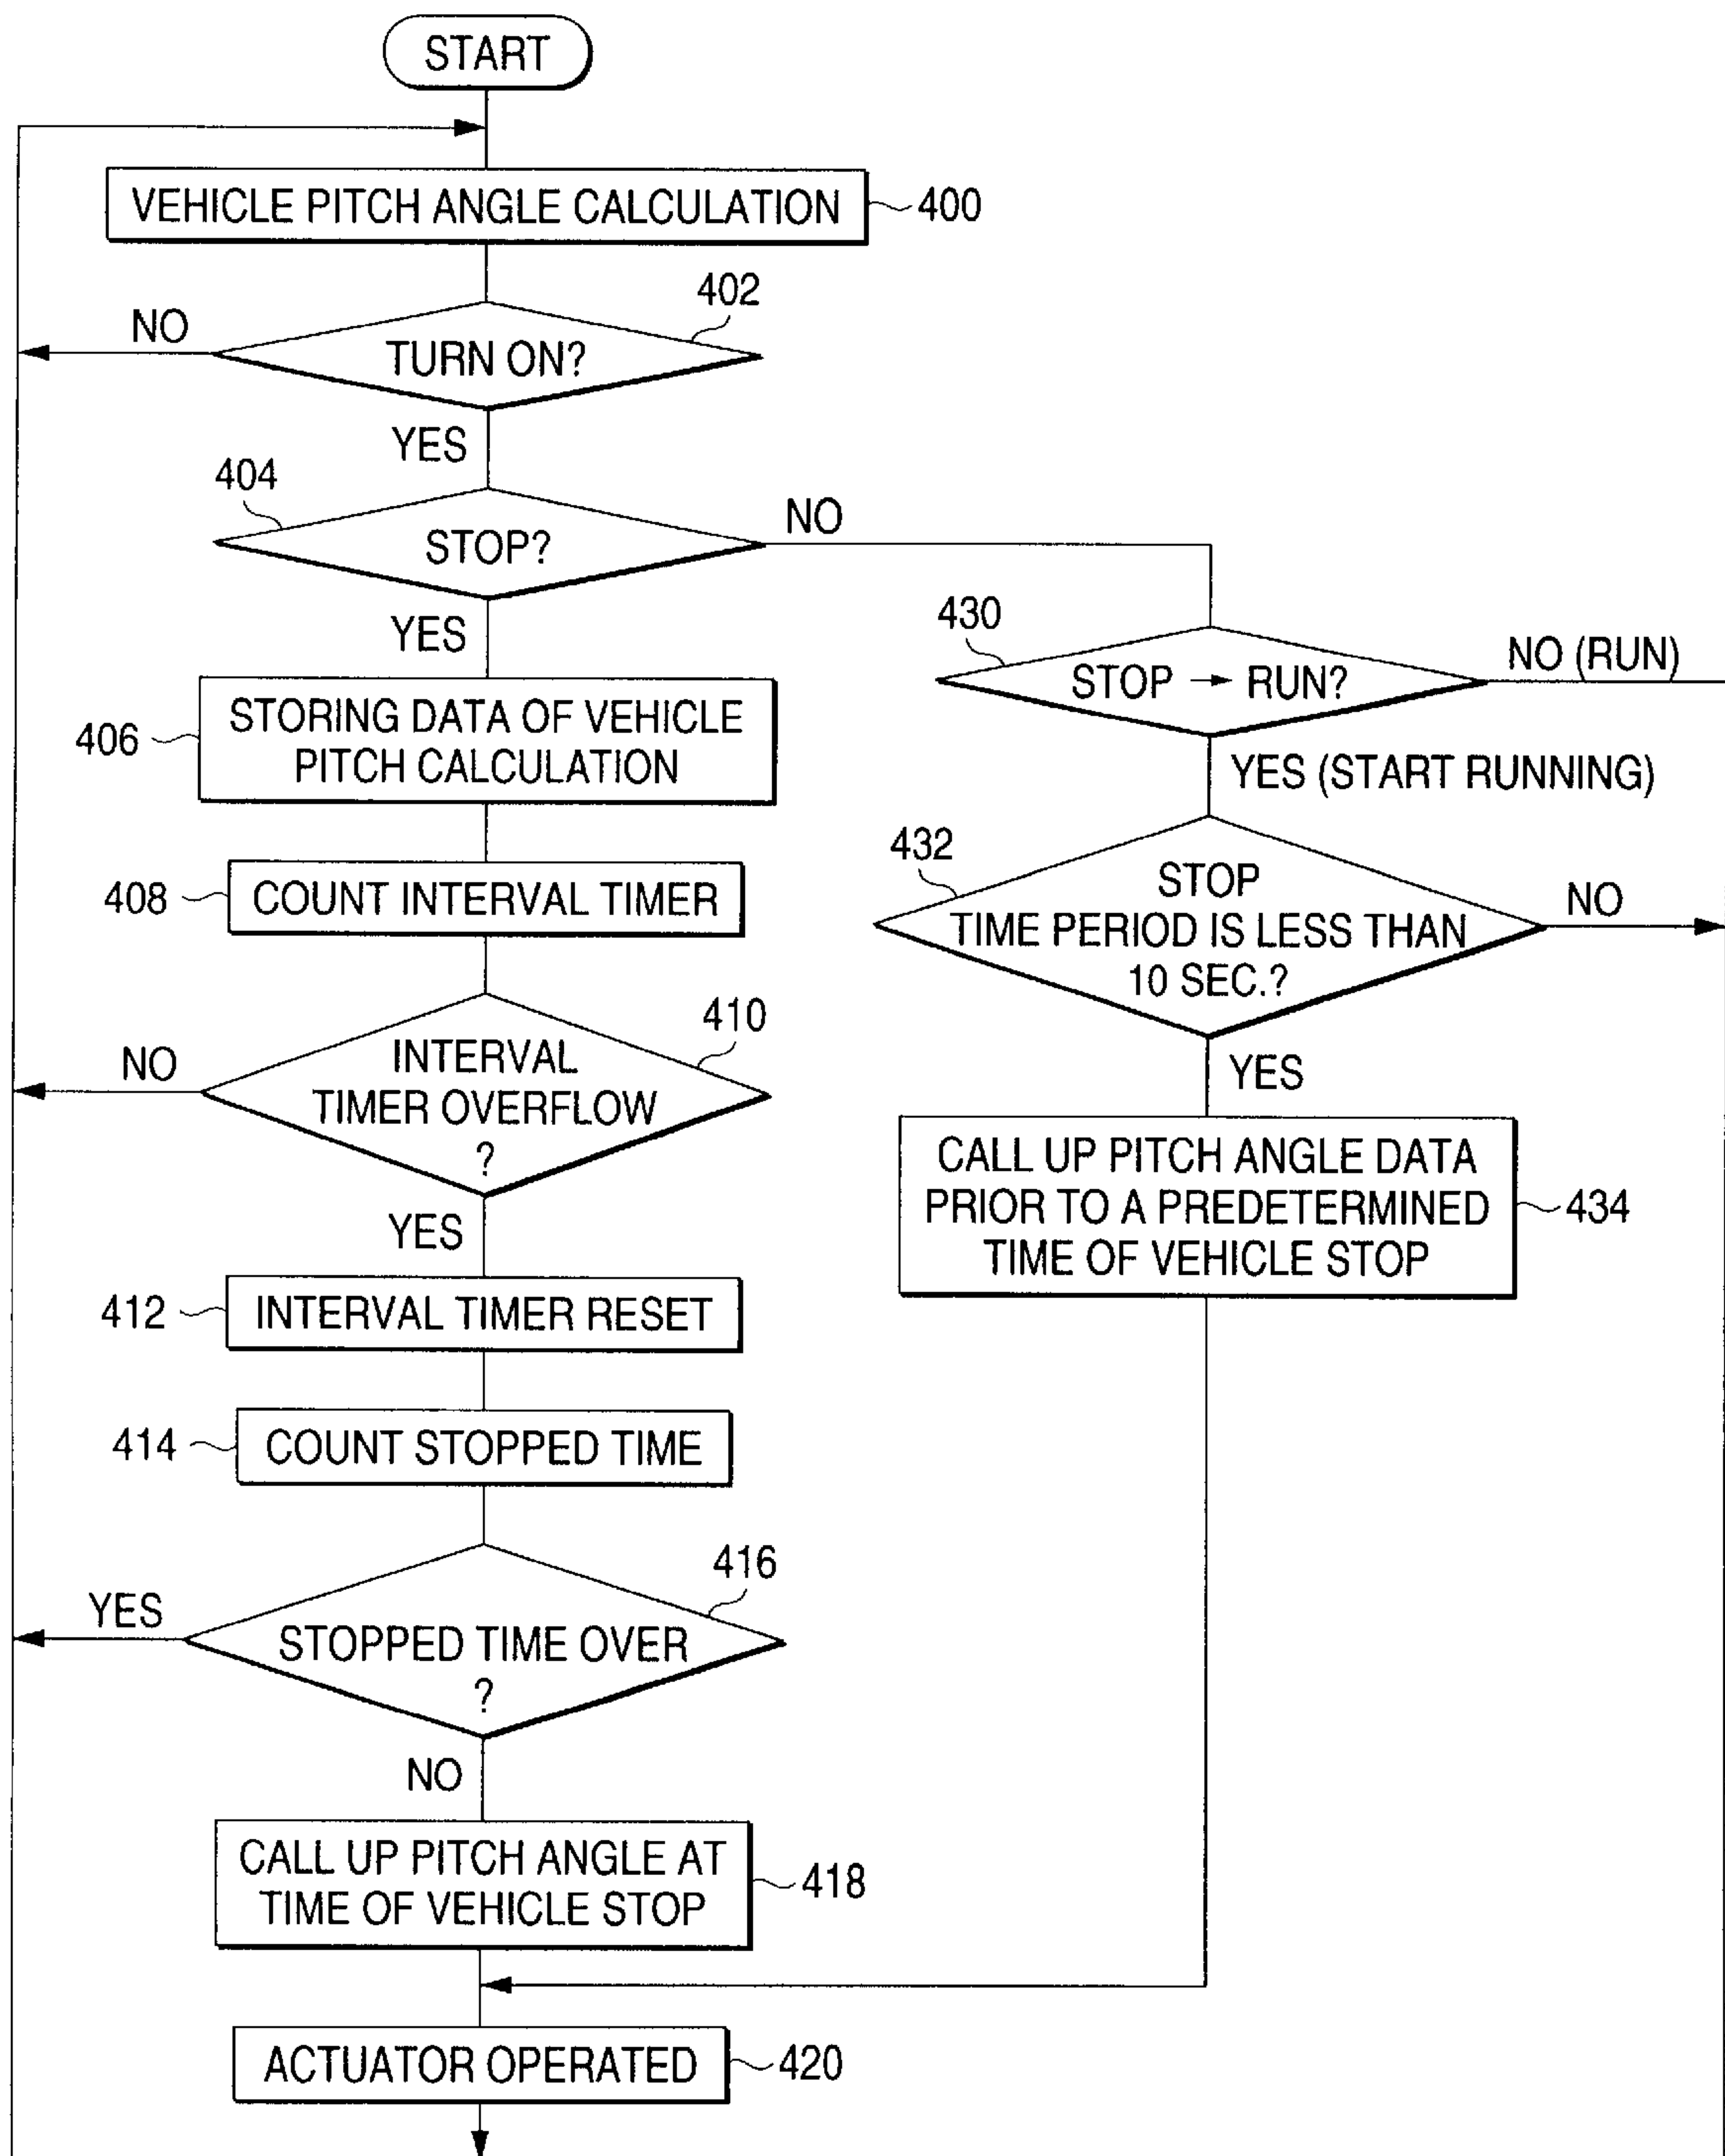 START
VEHICLE PITCH ANGLE CALCULATION
400
402
NO
TURN ON?
YES
404
STOP?
NO
YES
430
STOP → RUN?
NO (RUN)
406
STORING DATA OF VEHICLE
PITCH CALCULATION
YES (START RUNNING)
408
COUNT INTERVAL TIMER
432
STOP
TIME PERIOD IS LESS THAN
10 SEC.?
NO
410
NO
INTERVAL
TIMER OVERFLOW
?
YES
YES
CALL UP PITCH ANGLE DATA
PRIOR TO A PREDETERMINED
TIME OF VEHICLE STOP
434
412
INTERVAL TIMER RESET
414
COUNT STOPPED TIME
416
YES
STOPPED TIME OVER
?
NO
CALL UP PITCH ANGLE AT
TIME OF VEHICLE STOP
418
ACTUATOR OPERATED
420